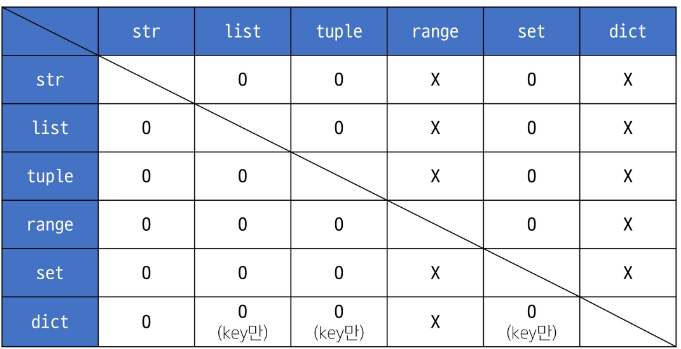 str list tuple range set dict
str O O X O X
list O O X O X
tuple O O X O X
range O O O O X
set O O O X X
dict O O (key만) O (key만) X O (key만)